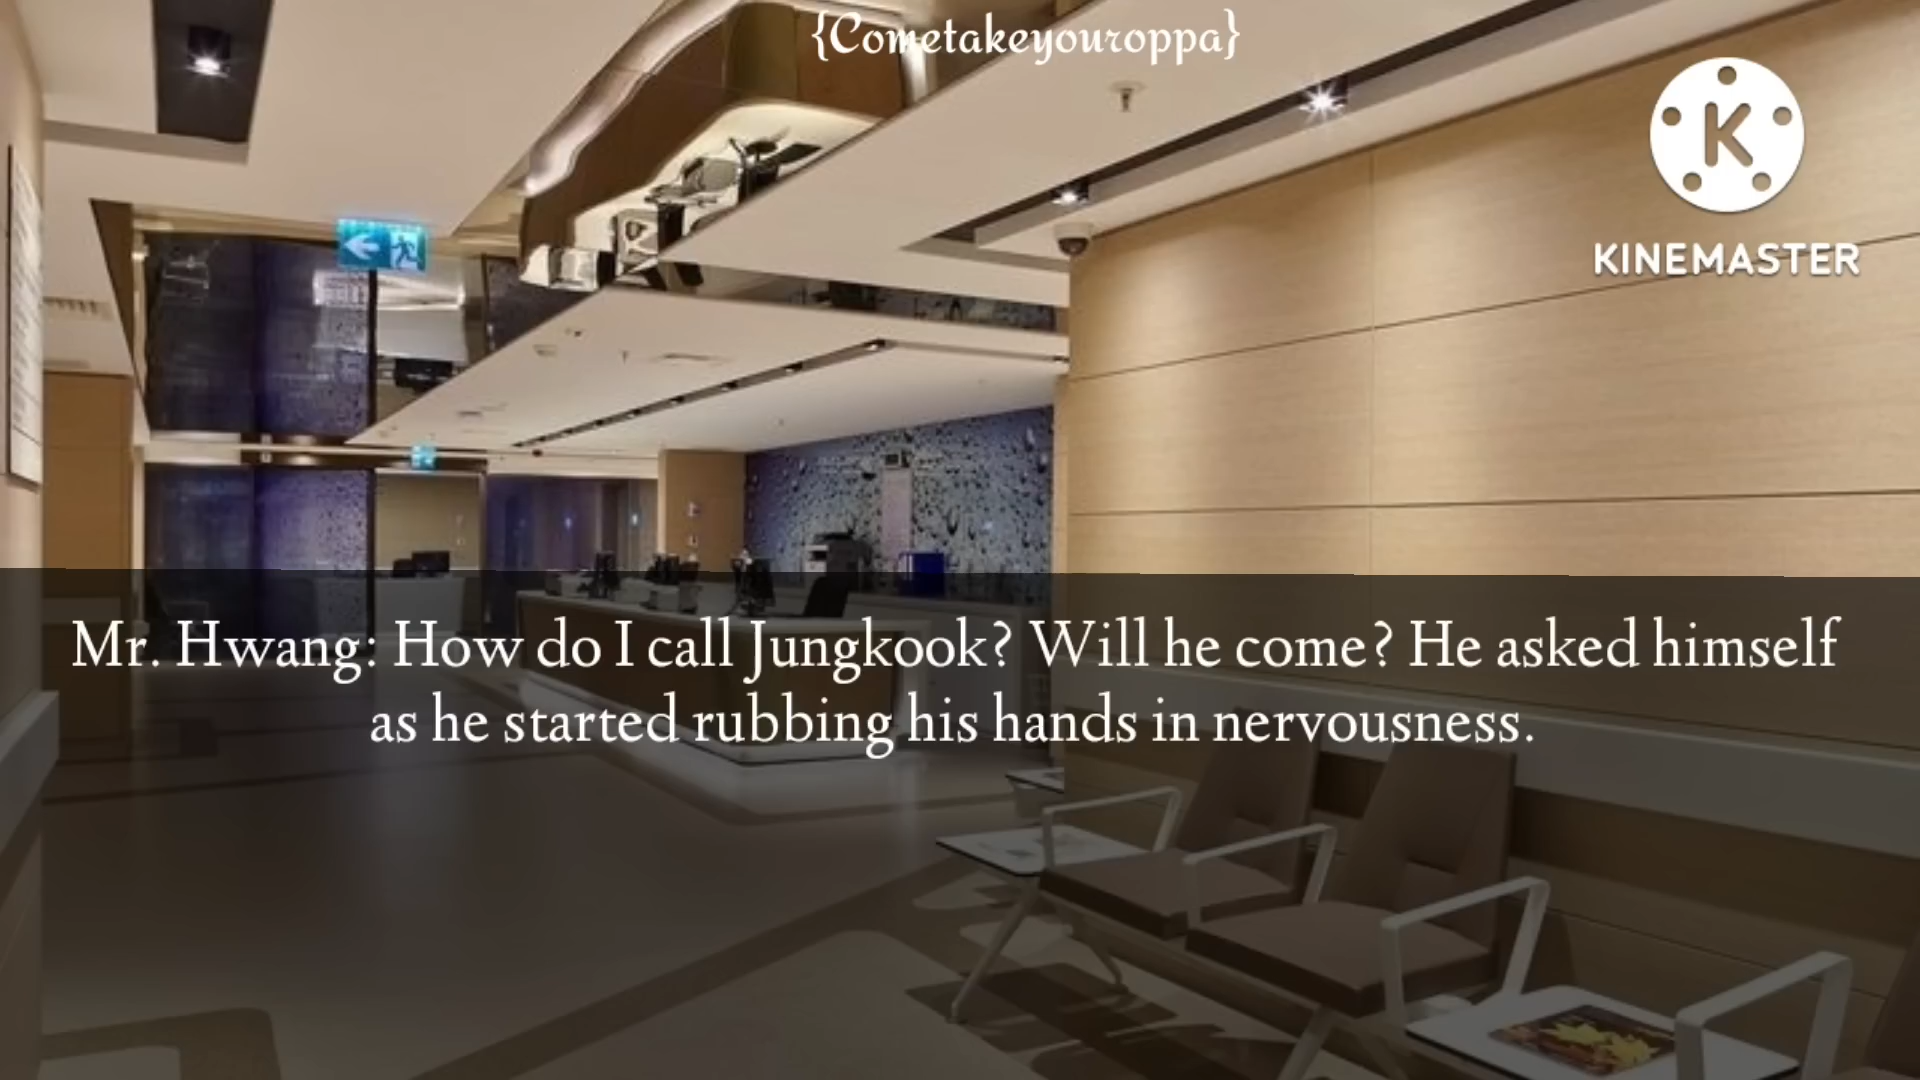 {Cometakeyouroppa}
K
KINEMASTER
Mr. Hwang: How do I call Jungkook? Will he come? He asked himself
as he started rubbing his hands in nervousness.